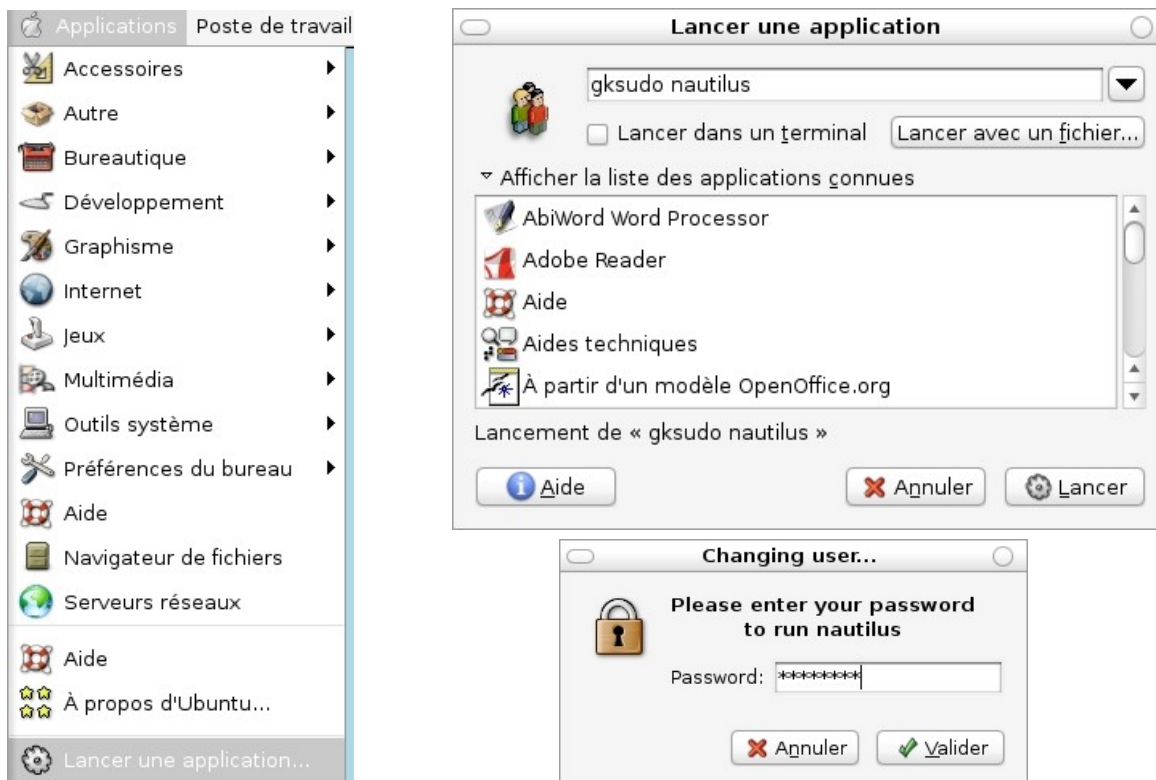 Applications Poste de travail
Accessoires
Autre
Bureautique
Développement
Graphisme
Internet
Jeux
Multimédia
Outils système
Préférences du bureau
Aide
Navigateur de fichiers
Serveurs réseaux
Aide
À propos d'Ubuntu...
Lancer une application...
Lancer une application
gksudo nautilus
Lancer dans un terminal Lancer avec un fichier...
Afficher la liste des applications connues
AbiWord Word Processor
Adobe Reader
Aide
Aides techniques
À partir d'un modèle OpenOffice.org
Lancement de « gksudo nautilus »
Aide Annuler Lancer
Changing user...
Please enter your password
to run nautilus
Password: ********
Annuler Valider